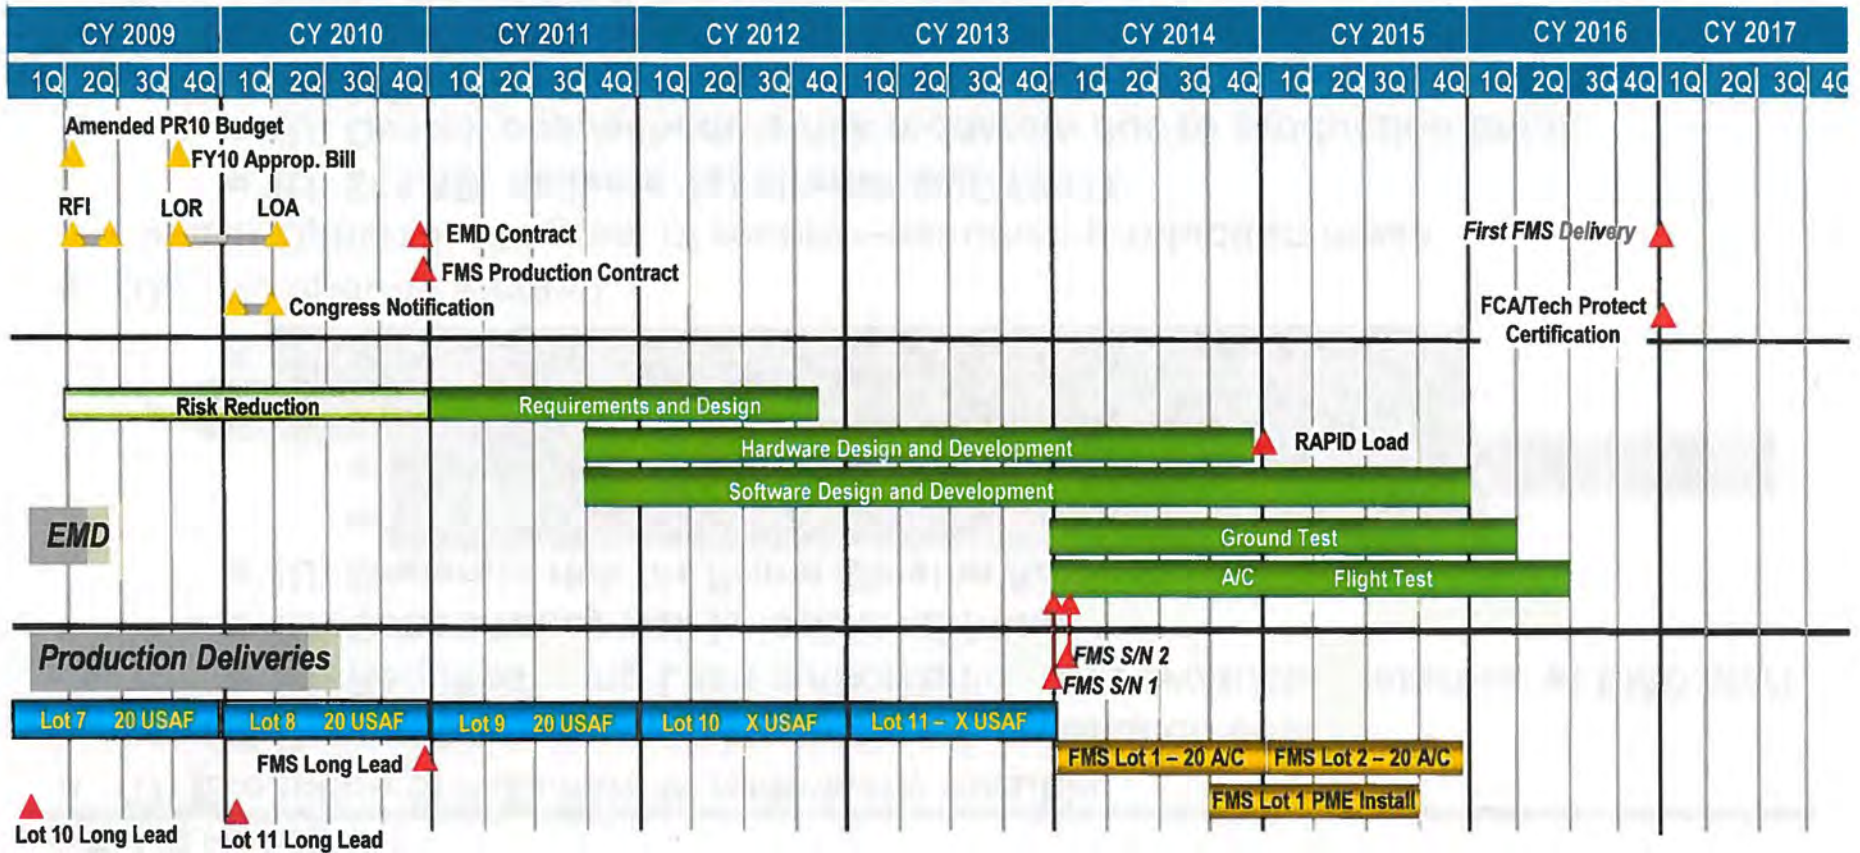 CY 2009 CY 2010 CY 2011 CY 2012 CY 2013 CY 2014 CY 2015 CY 2016 CY 2017
1Q 2Q 3Q 4Q 1Q 2Q 3Q 4Q 1Q 2Q 3Q 4Q 1Q 2Q 3Q 4Q 1Q 2Q 3Q 4Q 1Q 2Q 3Q 4Q 1Q 2Q 3Q 4Q 1Q 2Q 3Q 4Q 1Q 2Q 3Q 4Q
Amended PR10 Budget
FY10 Approp. Bill
RFI LOR LOA
EMD Contract
First FMS Delivery
FMS Production Contract
Congress Notification
FCA/Tech Protect
Certification
Risk Reduction Requirements and Design
Hardware Design and Development RAPID Load
Software Design and Development
EMD
Ground Test
A/C Flight Test
Production Deliveries
FMS S/N 2
FMS S/N 1
Lot 7 20 USAF Lot 8 20 USAF Lot 9 20 USAF Lot 10 X USAF Lot 11 – X USAF
FMS Long Lead
FMS Lot 1 – 20 A/C FMS Lot 2 – 20 A/C
FMS Lot 1 PME Install
Lot 10 Long Lead
Lot 11 Long Lead